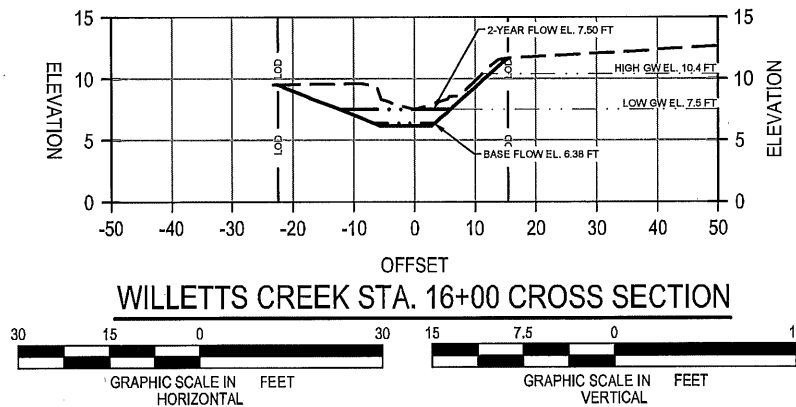 15 15
2-YEAR FLOW EL. 7.50 FT
LOD LOD
HIGH GW EL. 10.4 FT
10 10
ELEVATION ELEVATION
LOW GW EL. 7.5 FT
5 5
LOD LOD
BASE FLOW EL. 6.38 FT
0 0
-50 -40 -30 -20 -10 0 10 20 30 40 50
OFFSET
WILLETTS CREEK STA. 16+00 CROSS SECTION
30 15 0 30
GRAPHIC SCALE IN FEET
HORIZONTAL
15 7.5 0 1
GRAPHIC SCALE IN FEET
VERTICAL